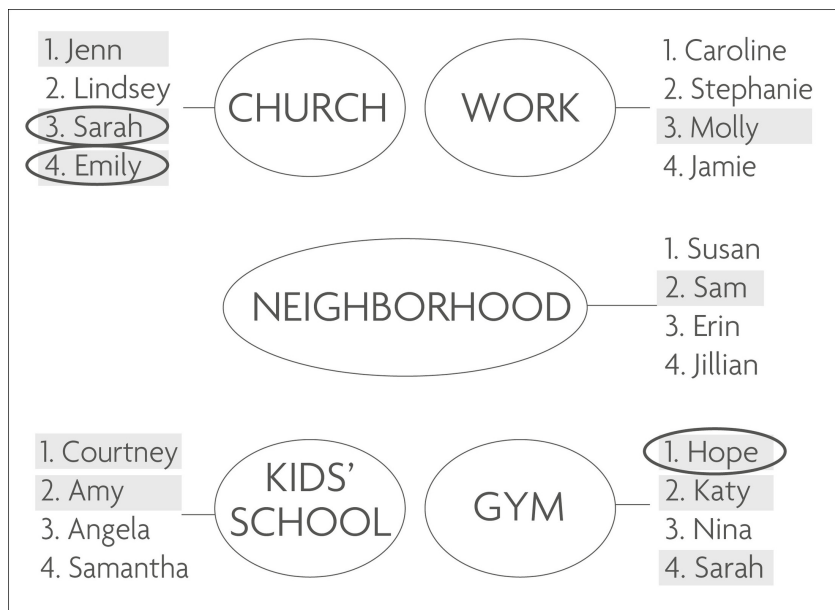 1. Jenn
2. Lindsey
3. Sarah
4. Emily
CHURCH
WORK
1. Caroline
2. Stephanie
3. Molly
4. Jamie
NEIGHBORHOOD
1. Susan
2. Sam
3. Erin
4. Jillian
1. Courtney
2. Amy
3. Angela
4. Samantha
KIDS’
SCHOOL
GYM
1. Hope
2. Katy
3. Nina
4. Sarah